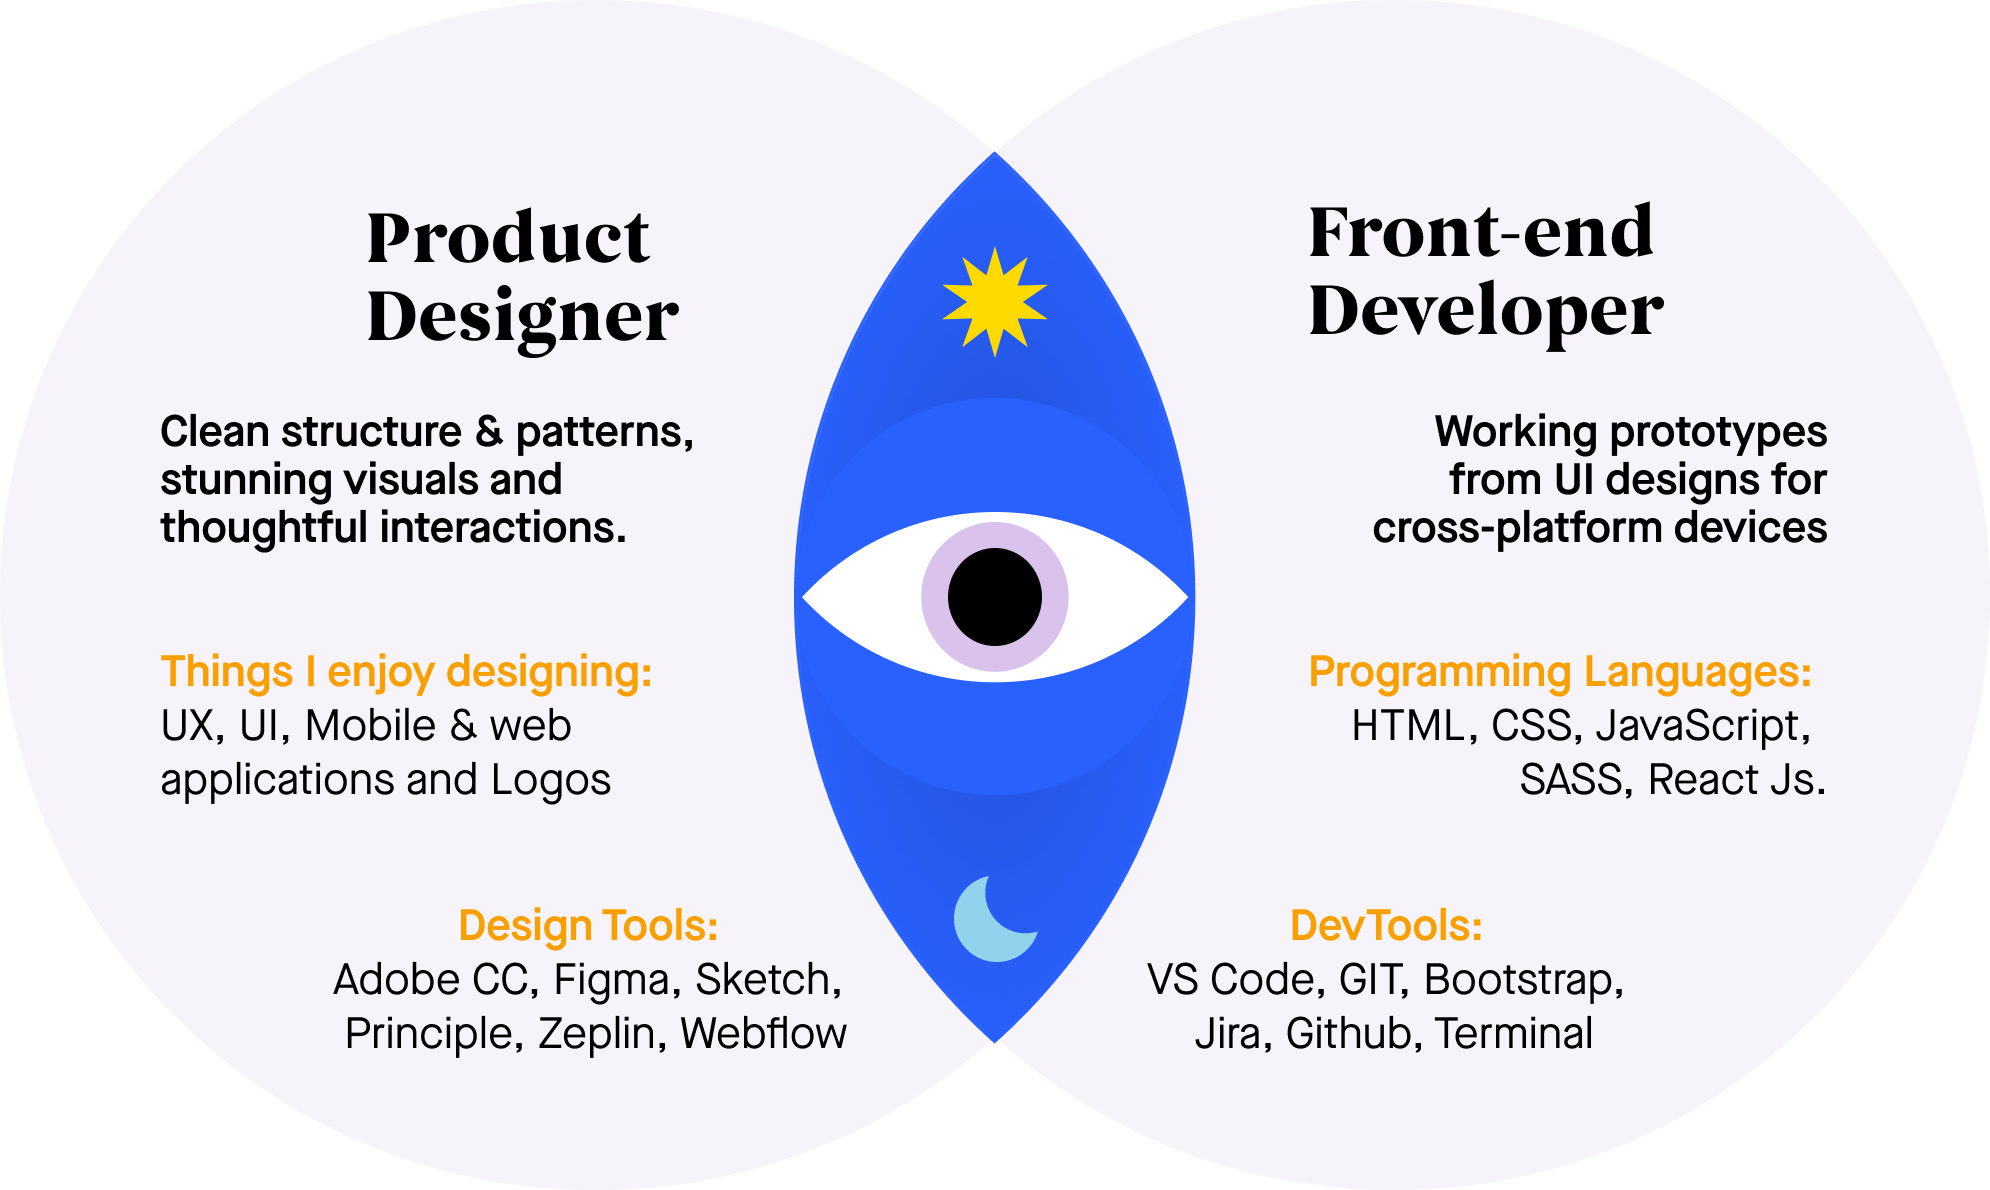 Product
Designer
Clean structure & patterns,
stunning visuals and
thoughtful interactions.
Things I enjoy designing:
UX, UI, Mobile & web
applications and Logos
Design Tools:
Adobe CC, Figma, Sketch,
Principle, Zeplin, Webflow
Front-end
Developer
Working prototypes
from UI designs for
cross-platform devices
Programming Languages:
HTML, CSS, JavaScript,
SASS, React Js.
DevTools:
VS Code, GIT, Bootstrap,
Jira, Github, Terminal